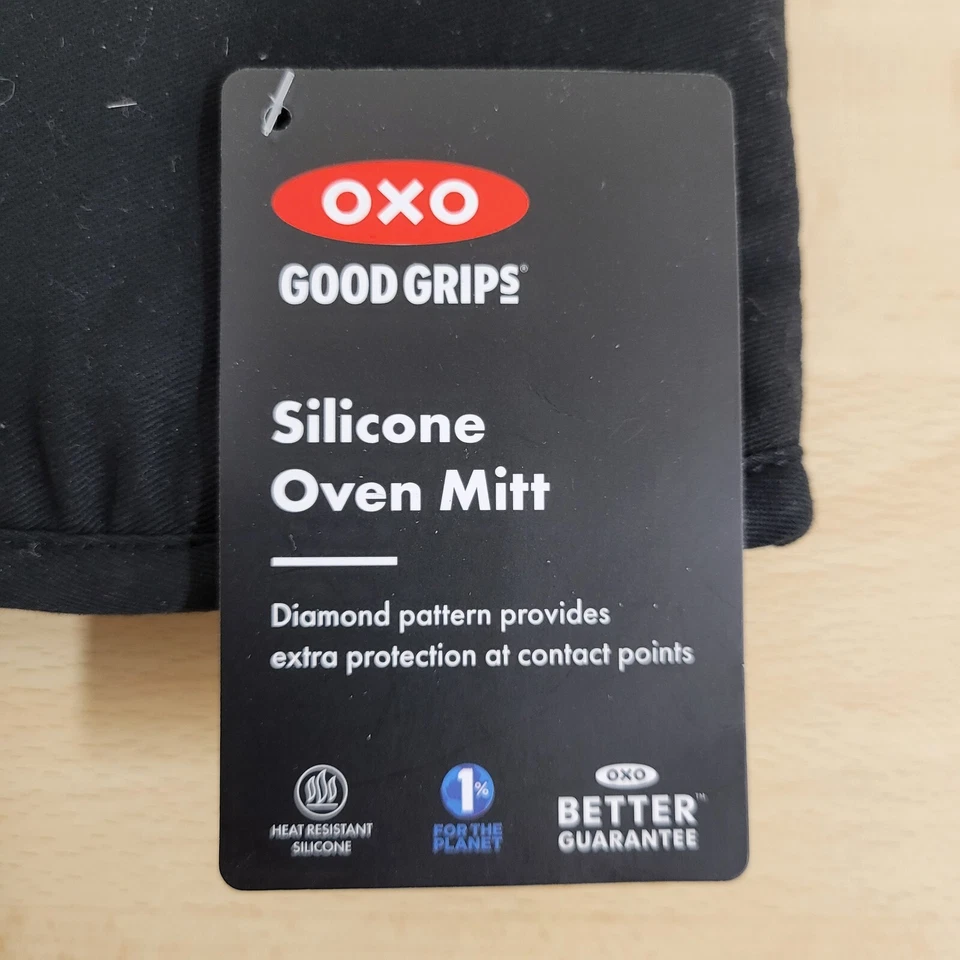 OXO
GOOD GRIPS®
Silicone
Oven Mitt
Diamond pattern provides
extra protection at contact points
HEAT RESISTANT
SILICONE
1%
FOR THE
PLANET
OXO
BETTER™
GUARANTEE